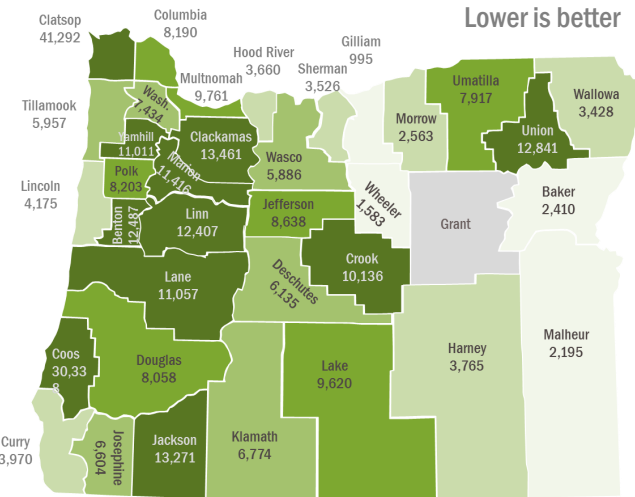 Lower is better
Clatsop
41,292
Columbia
8,190
Hood River
3,660
Gilliam
995
Sherman
3,526
Multnomah
9,761
Tillamook
5,957
Wash.
7,434
Yamhill
11,011
Clackamas
13,461
Marion
11,416
Polk
8,203
Lincoln
4,175
Benton
12,487
Linn
12,407
Wasco
5,886
Jefferson
8,638
Wheeler
1,583
Morrow
2,563
Umatilla
7,917
Union
12,841
Wallowa
3,428
Baker
2,410
Grant
Crook
10,136
Deschutes
6,135
Lane
11,057
Douglas
8,058
Coos
30,33
8
Curry
3,970
Josephine
6,604
Jackson
13,271
Klamath
6,774
Lake
9,620
Harney
3,765
Malheur
2,195